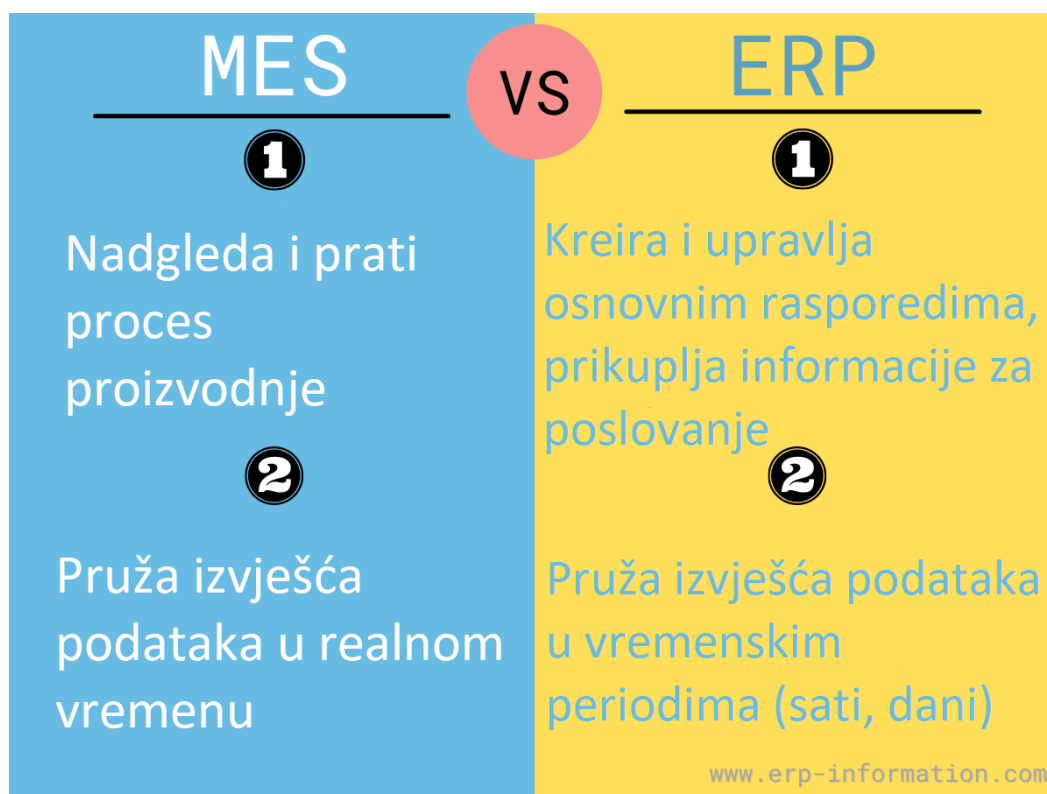 MES
VS
ERP
1
Nadgleda i prati
proces
proizvodnje
2
Pruža izvješća
podataka u realnom
vremenu
1
Kreira i upravlja
osnovnim rasporedima,
prikuplja informacije za
poslovanje
2
Pruža izvješća podataka
u vremenskim
periodima (sati, dani)
www.erp-information.com